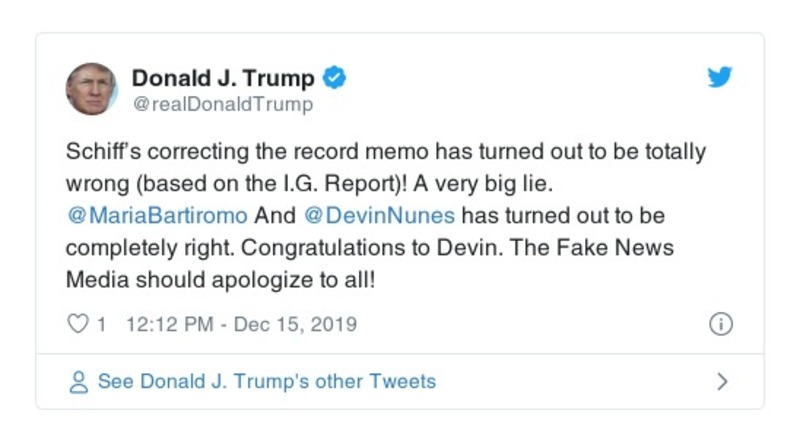 Donald J. Trump
@realDonaldTrump
Schiff's correcting the record memo has turned out to be totally
wrong (based on the I.G. Report)! A very big lie.
@MariaBartiromo And @DevinNunes has turned out to be
completely right. Congratulations to Devin. The Fake News
Media should apologize to all!
1 12:12 PM - Dec 15, 2019
See Donald J. Trump's other Tweets